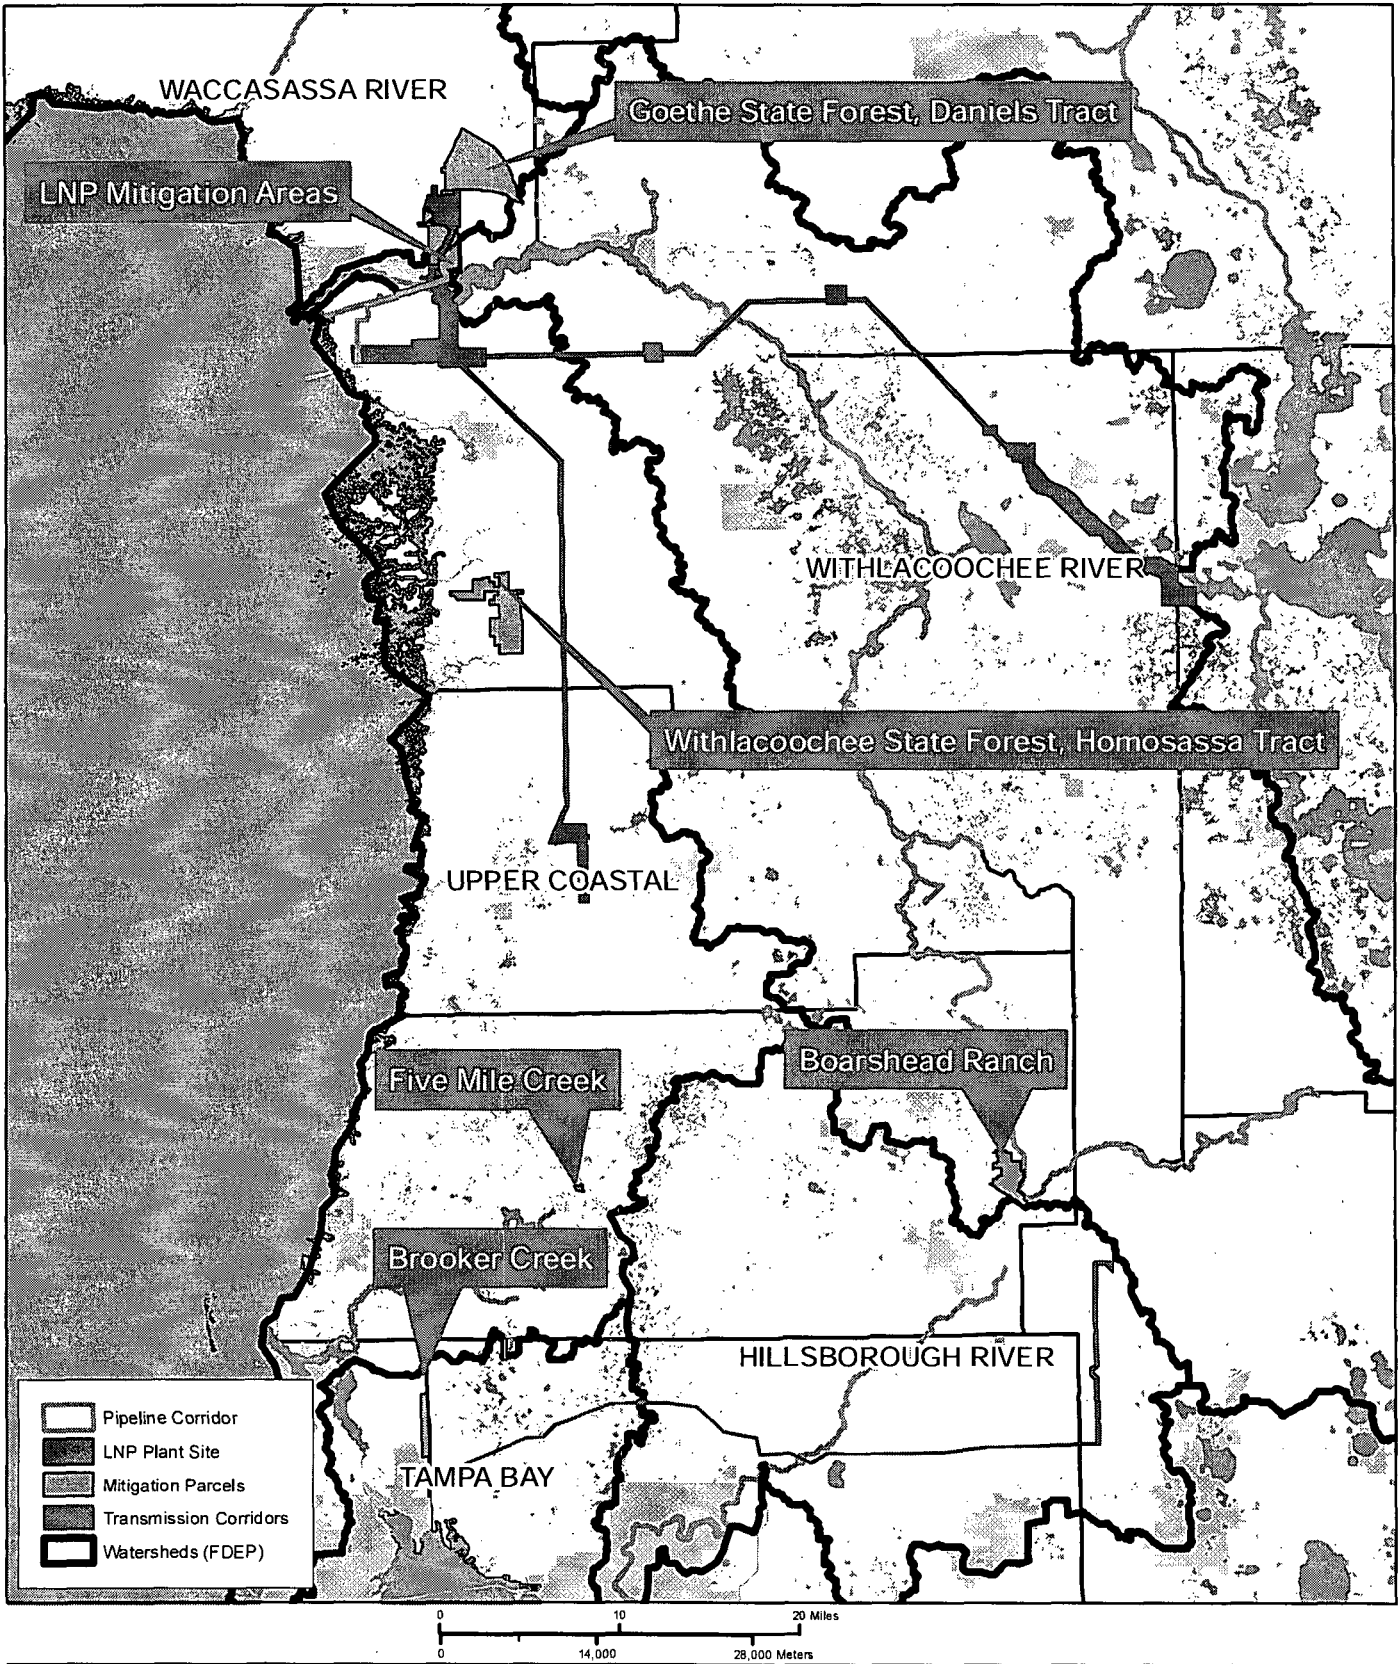 WACCASASSA RIVER
Goethe State Forest, Daniels Tract
LNP Mitigation Areas
WITHLACOOCHEE RIVER
Withlacoochee State Forest, Homosassa Tract
UPPER COASTAL
Boarshead Ranch
Five Mile Creek
Brooker Creek
HILLSBOROUGH RIVER
TAMPA BAY
Pipeline Corridor
LNP Plant Site
Mitigation Parcels
Transmission Corridors
Watersheds (FDEP)
0 10 20 Miles
0 14,000 28,000 Meters